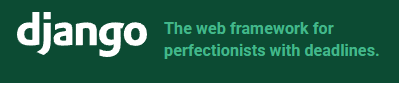 django
The web framework for
perfectionists with deadlines.